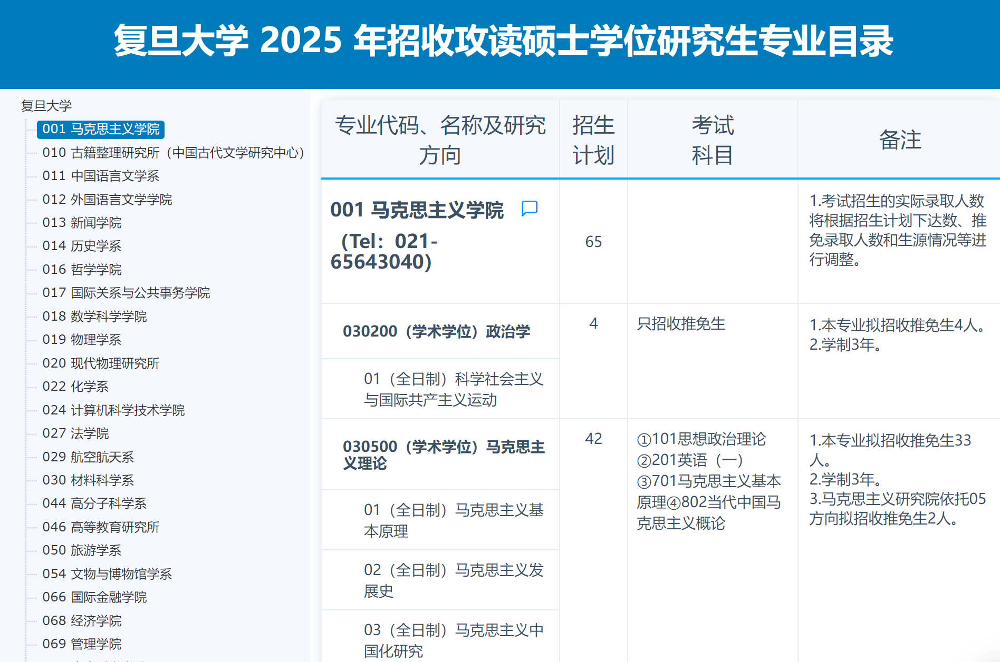 复旦大学 2025 年招收攻读硕士学位研究生专业目录
复旦大学
001 马克思主义学院
010 古籍整理研究所（中国古代文学研究中心）
011 中国语言文学系
012 外国语言文学学院
013 新闻学院
014 历史学系
016 哲学学院
017 国际关系与公共事务学院
018 数学科学学院
019 物理学系
020 现代物理研究所
022 化学系
024 计算机科学技术学院
027 法学院
029 航空航天系
030 材料科学系
044 高分子科学系
046 高等教育研究所
050 旅游学系
054 文物与博物馆学系
066 国际金融学院
068 经济学院
069 管理学院
专业代码、名称及研究
方向
招生
计划
考试
科目
备注
001 马克思主义学院
（Tel：021-
65643040）
65
1.考试招生的实际录取人数
将根据招生计划下达数、推
免录取人数和生源情况等进
行调整。
030200（学术学位）政治学
4
只招收推免生
1.本专业拟招收推免生4人。
2.学制3年。
01（全日制）科学社会主义
与国际共产主义运动
030500（学术学位）马克思主
义理论
42
①101思想政治理论
②201英语（一）
③701马克思主义基本
原理④802当代中国马
克思主义概论
1.本专业拟招收推免生33
人。
2.学制3年。
3.马克思主义研究院依托05
方向拟招收推免生2人。
01（全日制）马克思主义基
本原理
02（全日制）马克思主义发
展史
03（全日制）马克思主义中
国化研究